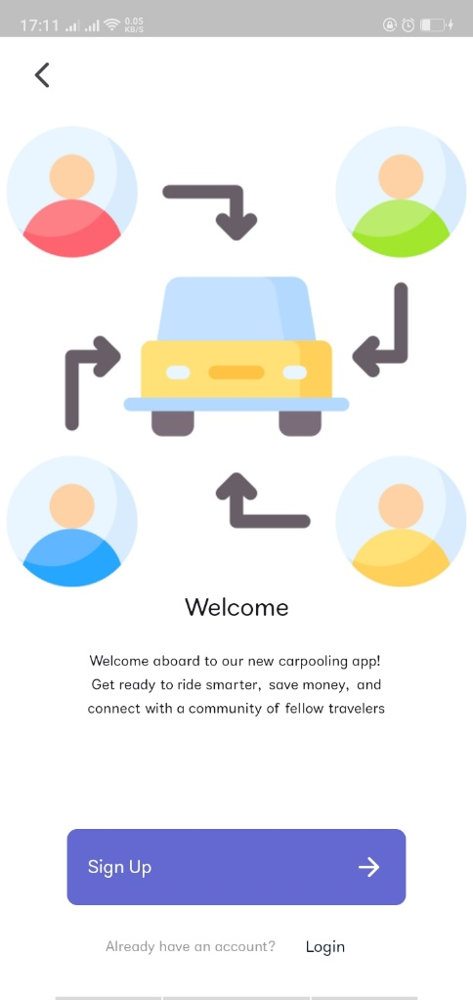 17:11 0.05 KB/S
Welcome
Welcome aboard to our new carpooling app!
Get ready to ride smarter, save money, and
connect with a community of fellow travelers
Sign Up
Already have an account? Login